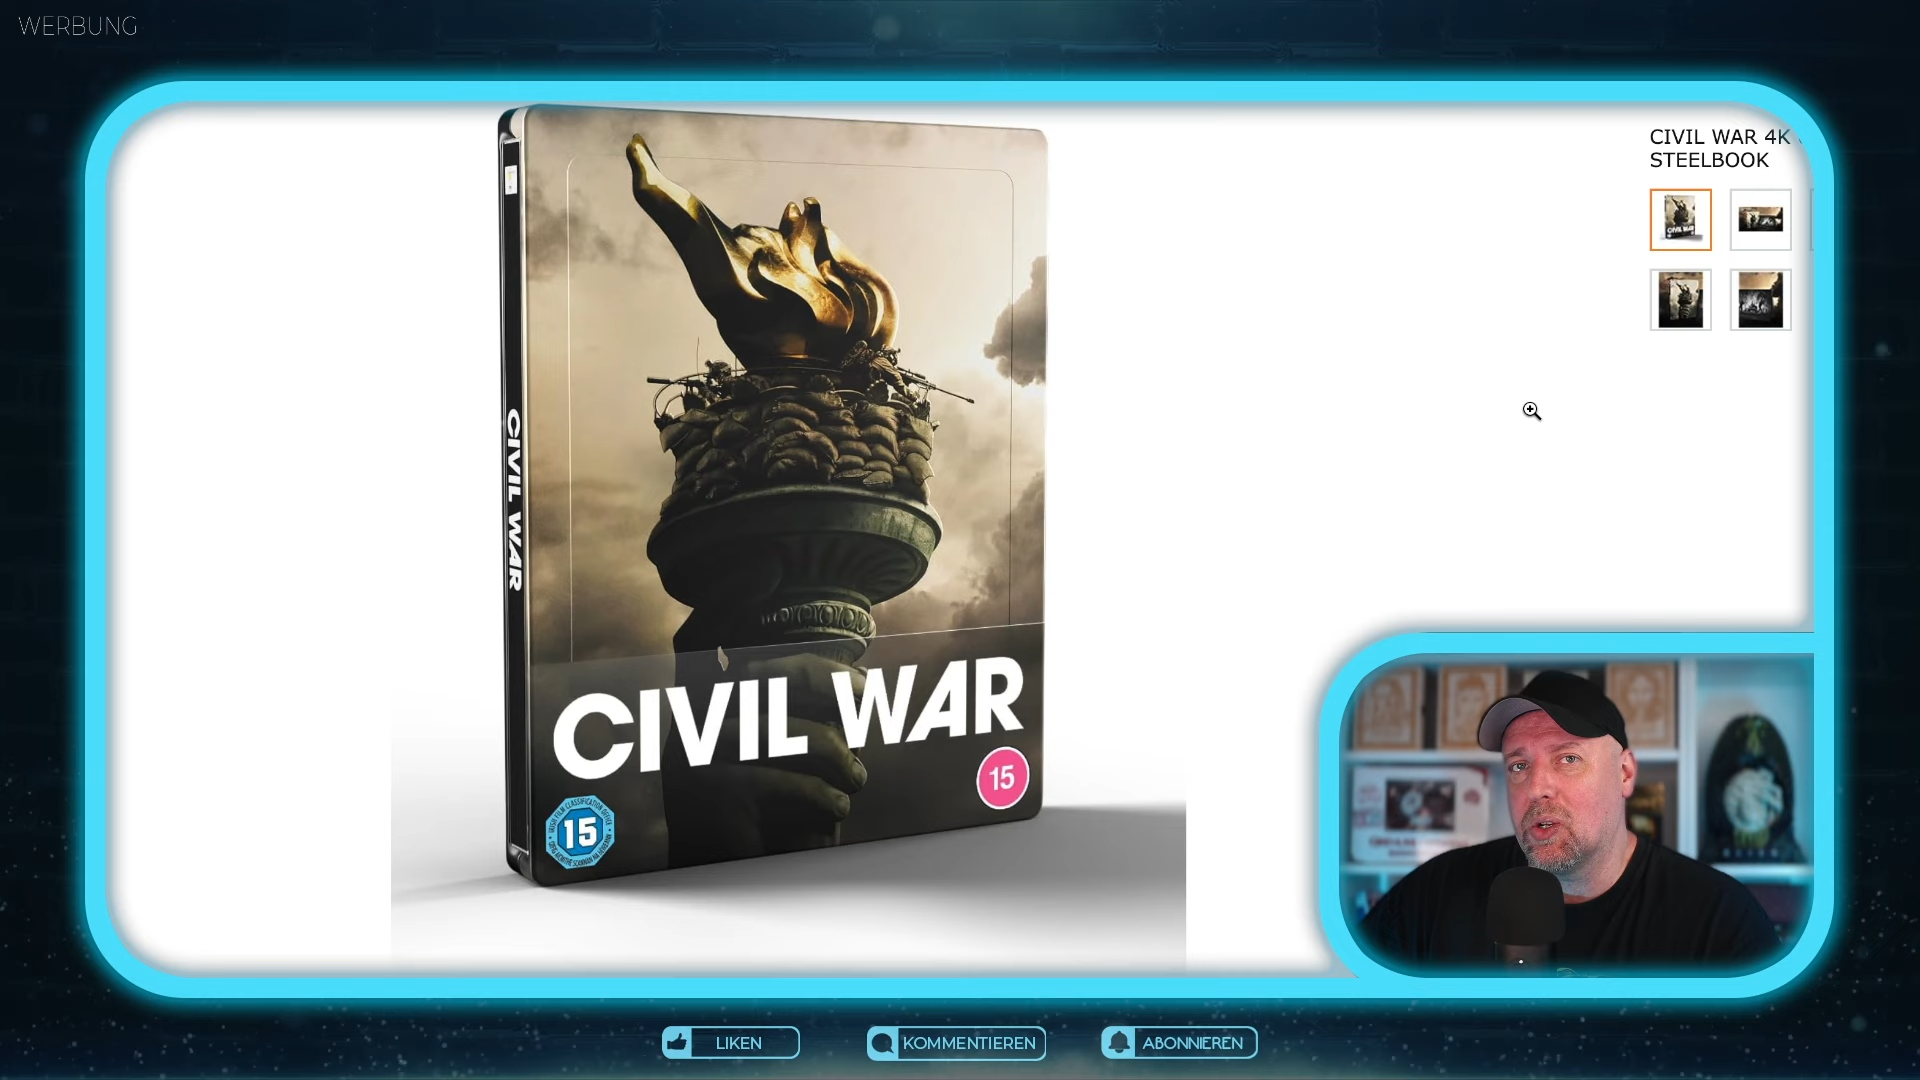 WERBUNG
CIVIL WAR 4K
STEELBOOK
CIVIL WAR
CIVIL WAR
15
15
LIKEN
KOMMENTIEREN
ABONNIEREN